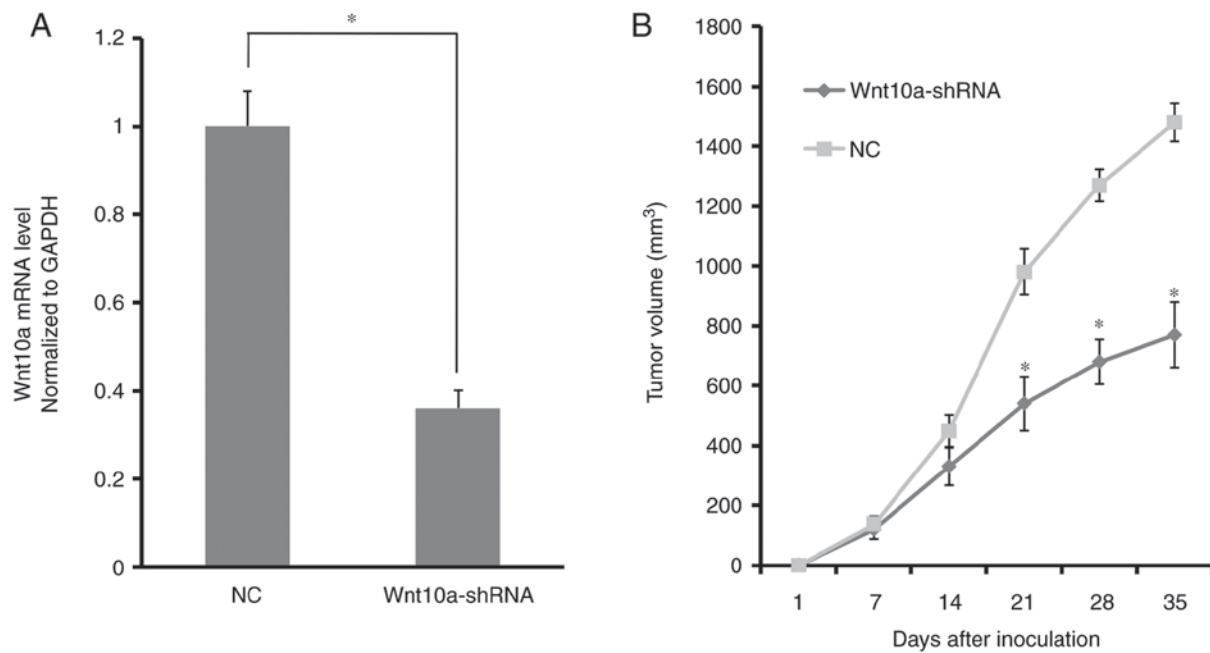 A
*
1.2
1
0.8
0.6
0.4
0.2
0
Wnt10a mRNA level
Normalized to GAPDH
NC
Wnt10a-shRNA
B
1800
1600
1400
1200
1000
800
600
400
200
0
Tumor volume (mm³)
Wnt10a-shRNA
NC
*
*
*
1 7 14 21 28 35
Days after inoculation